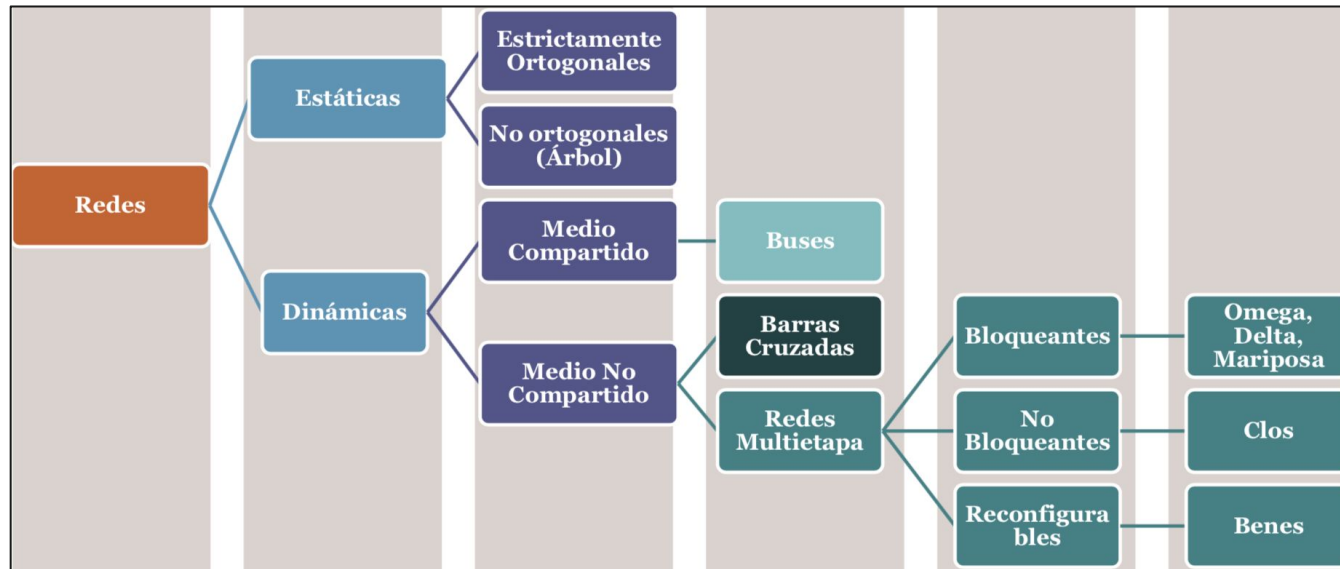 Redes
Estáticas
Dinámicas
Estrictamente
Ortogonales
No ortogonales
(Árbol)
Medio
Compartido
Medio No
Compartido
Buses
Barras
Cruzadas
Redes
Multietapa
Bloqueantes
No
Bloqueantes
Reconfigura
bles
Omega,
Delta,
Mariposa
Clos
Benes